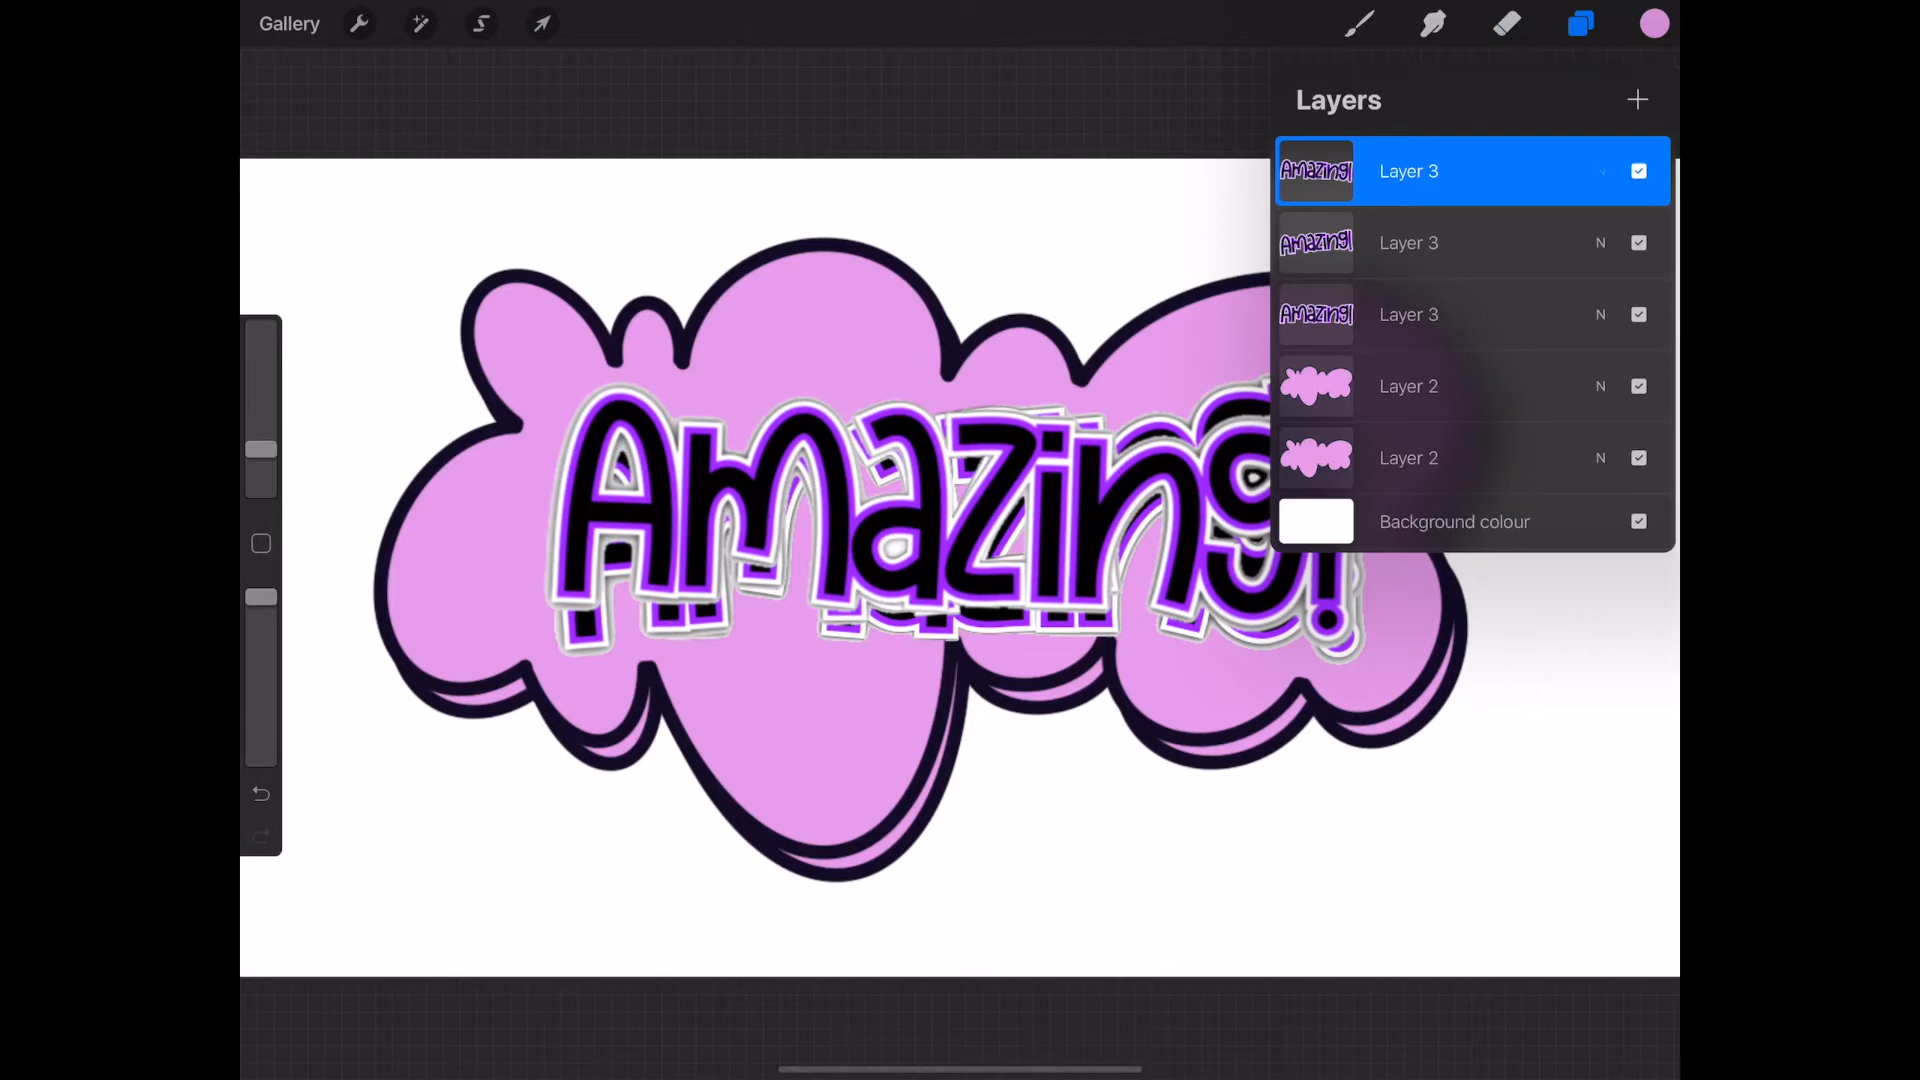 Gallery
Layers
Layer 3
Layer 3 N
Layer 3 N
Layer 2 N
Layer 2 N
Background colour
Amazing!